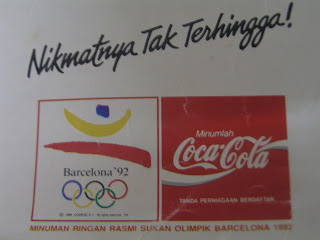 Nikmatnya Tak Terhingga!
Barcelona '92
Minumlah
Coca-Cola
TANDA PERNIAGAAN BERDAFTAR
MINUMAN RINGAN RASMI SUKAN OLIMPIK BARCELONA 1992